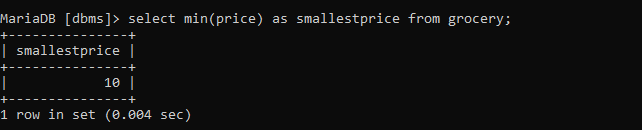 MariaDB [dbms]> select min(price) as smallestprice from grocery;
+---------------+
| smallestprice |
+---------------+
|            10 |
+---------------+
1 row in set (0.004 sec)